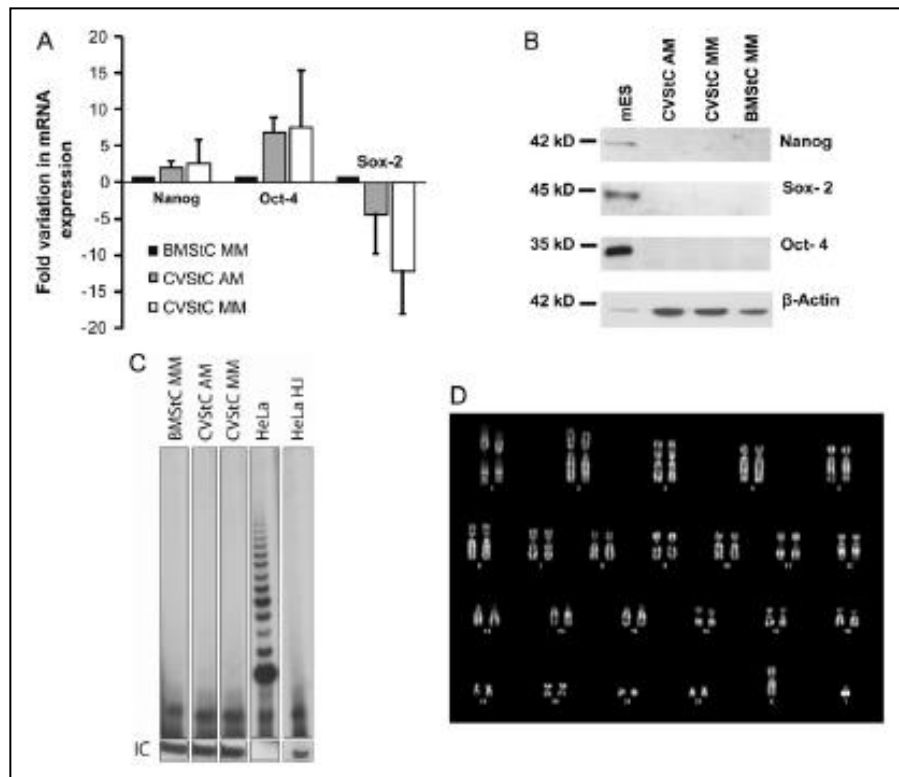 A
20
15
10
5
0
-5
-10
-15
-20
Fold variation in mRNA
expression
Nanog
Oct-4
Sox-2
BMStC MM
CVStC AM
CVStC MM
B
mES
CVStC AM
CVStC MM
BMStC MM
42 kD
Nanog
45 kD
Sox- 2
35 kD
Oct- 4
42 kD
β-Actin
C
BMStC MM
CVStC AM
CVStC MM
HeLa
HeLa H.I
IC
D